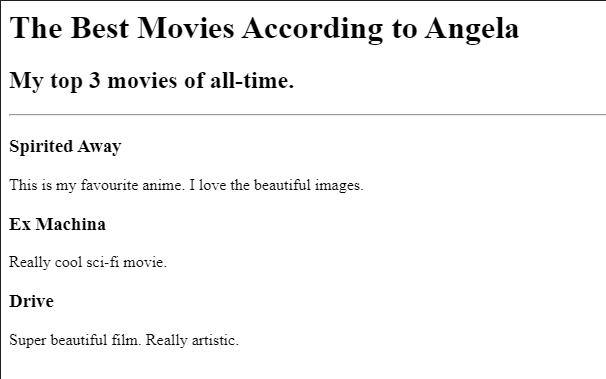 The Best Movies According to Angela
My top 3 movies of all-time.
Spirited Away
This is my favourite anime. I love the beautiful images.
Ex Machina
Really cool sci-fi movie.
Drive
Super beautiful film. Really artistic.